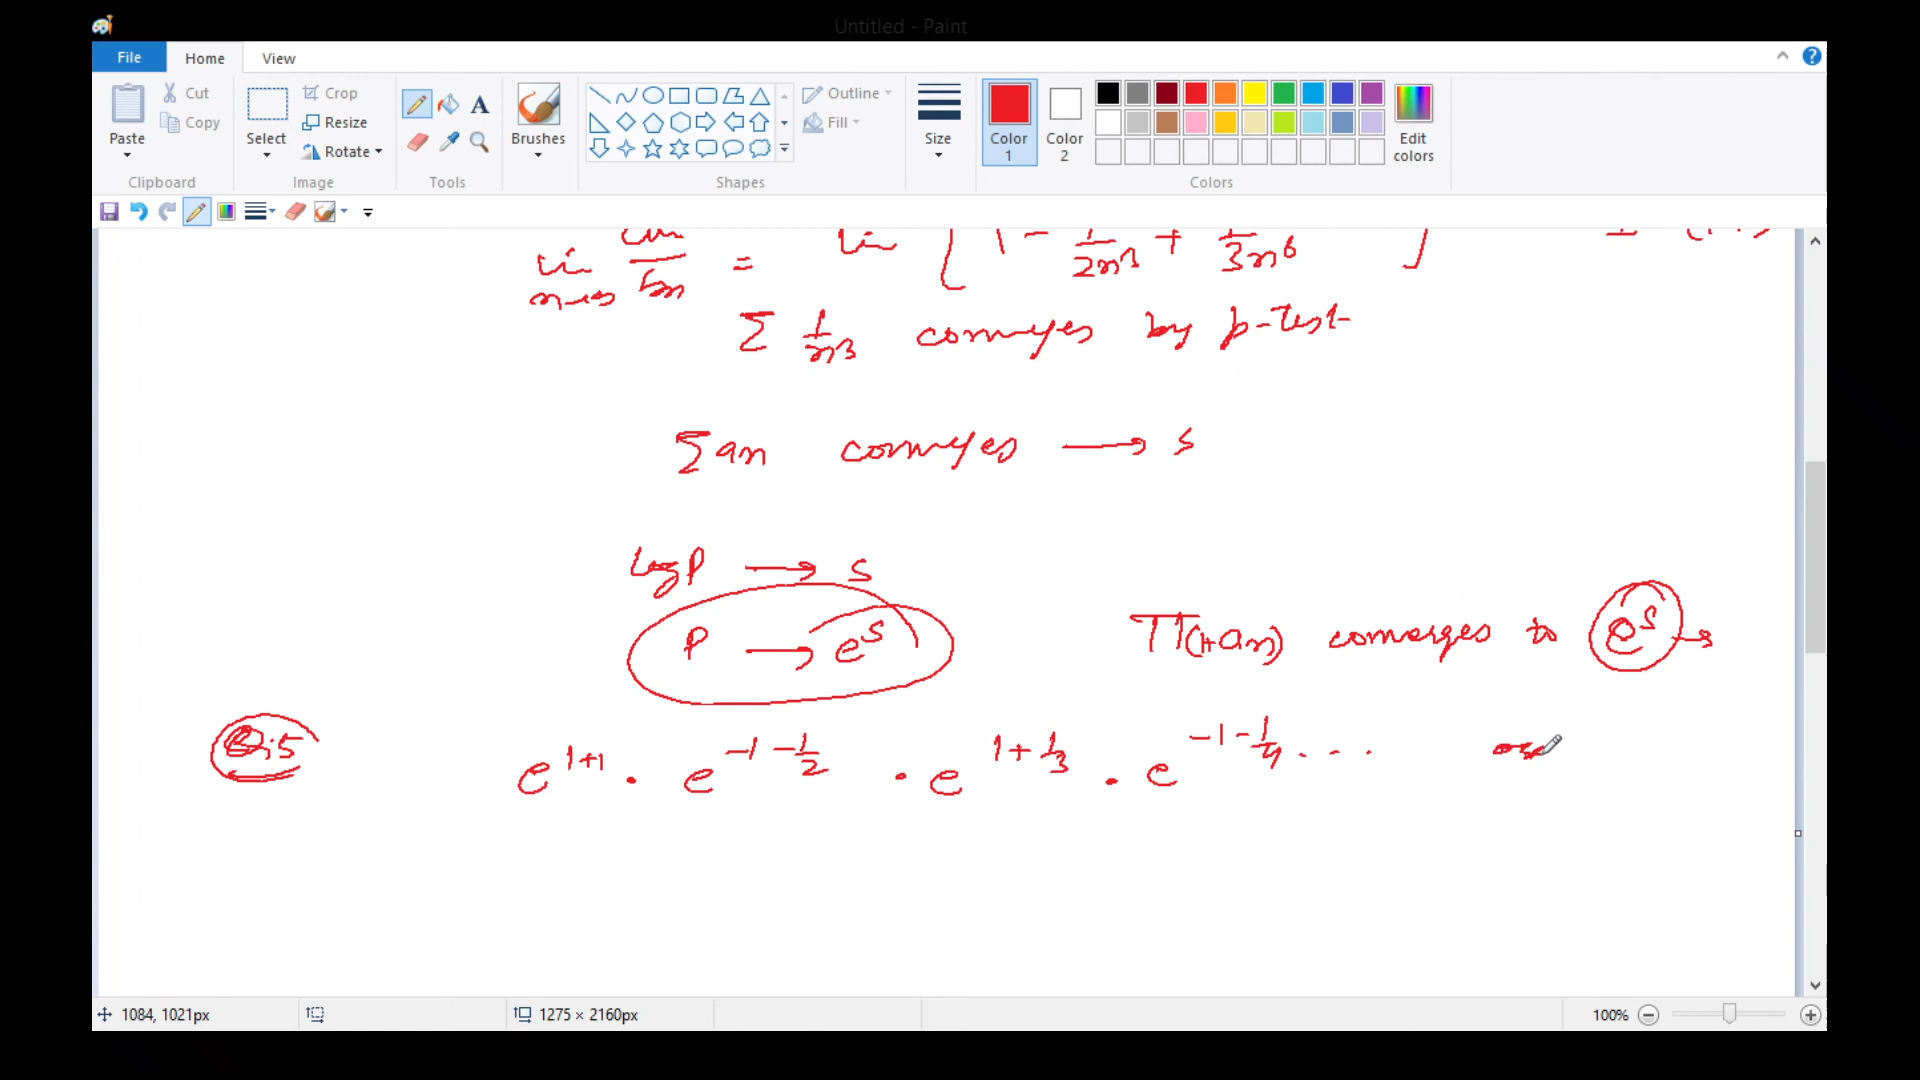 Untitled - Paint
File Home View
Paste Cut Copy Clipboard
Select Crop Resize Rotate Image
Tools
Brushes
Outline Fill Shapes
Size
Color 1 Color 2 Edit colors Colors
lim n→∞ an/bn = lim [1 - 1/2n³ + 1/3n⁶ ]
Σ 1/n³ converges by p-test
Σan converges → s
log P → s
P → e^s π(1+an) converges to e^s → s
Q.5 e^(1+1) · e^(-1-1/2) · e^(1+1/3) · e^(-1-1/4) ...
1084, 1021px 1275 × 2160px 100%